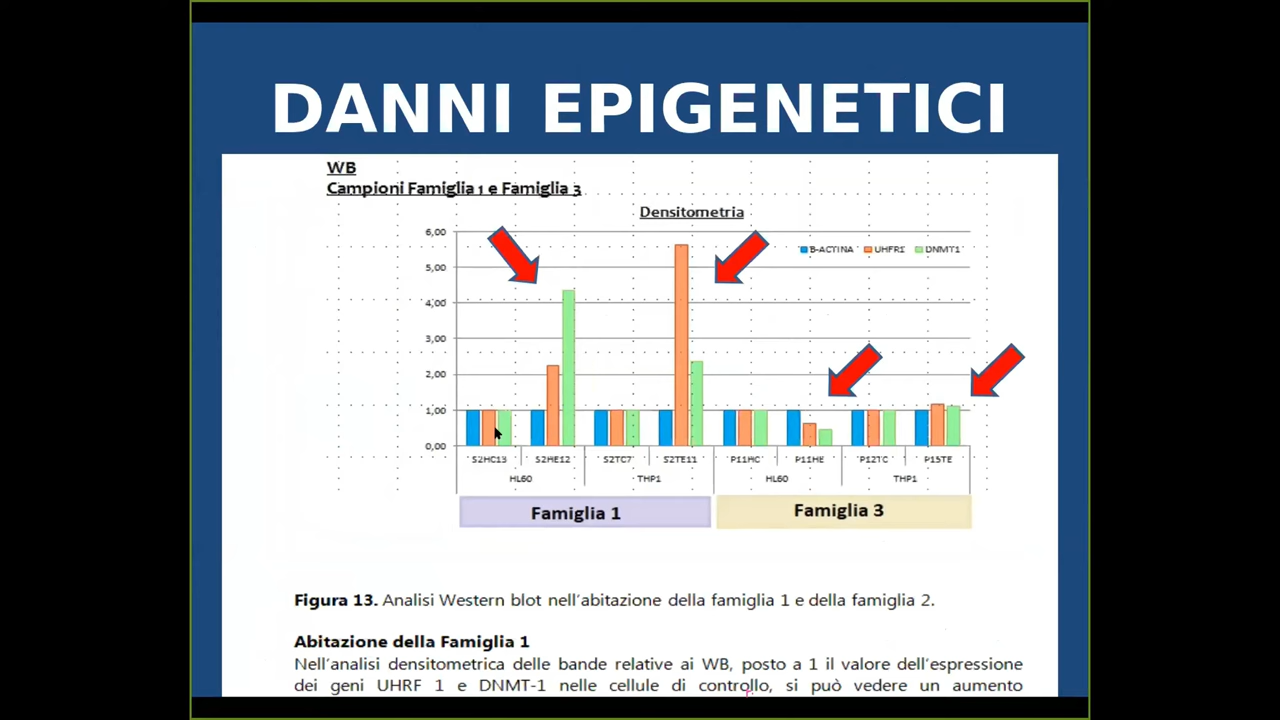 DANNI EPIGENETICI
WB
Campioni Famiglia 1 e Famiglia 3
Densitometria
B-ACTINA UHFR1 DNMT1
6,00
5,00
4,00
3,00
2,00
1,00
0,00
S2HC13 S2HE12 S2TC7 S2TE11 P11HC P11HE P12TC P15TE
HL60 THP1 HL60 THP1
Famiglia 1 Famiglia 3
Figura 13. Analisi Western blot nell'abitazione della famiglia 1 e della famiglia 2.
Abitazione della Famiglia 1
Nell'analisi densitometrica delle bande relative ai WB, posto a 1 il valore dell'espressione
dei geni UHRF 1 e DNMT-1 nelle cellule di controllo, si può vedere un aumento